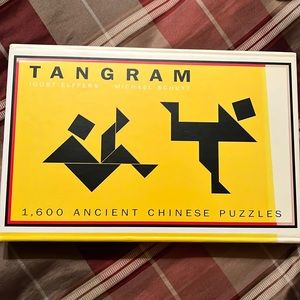 TANGRAM
JOOST ELFFERS MICHAEL SCHUYT
1,600 ANCIENT CHINESE PUZZLES